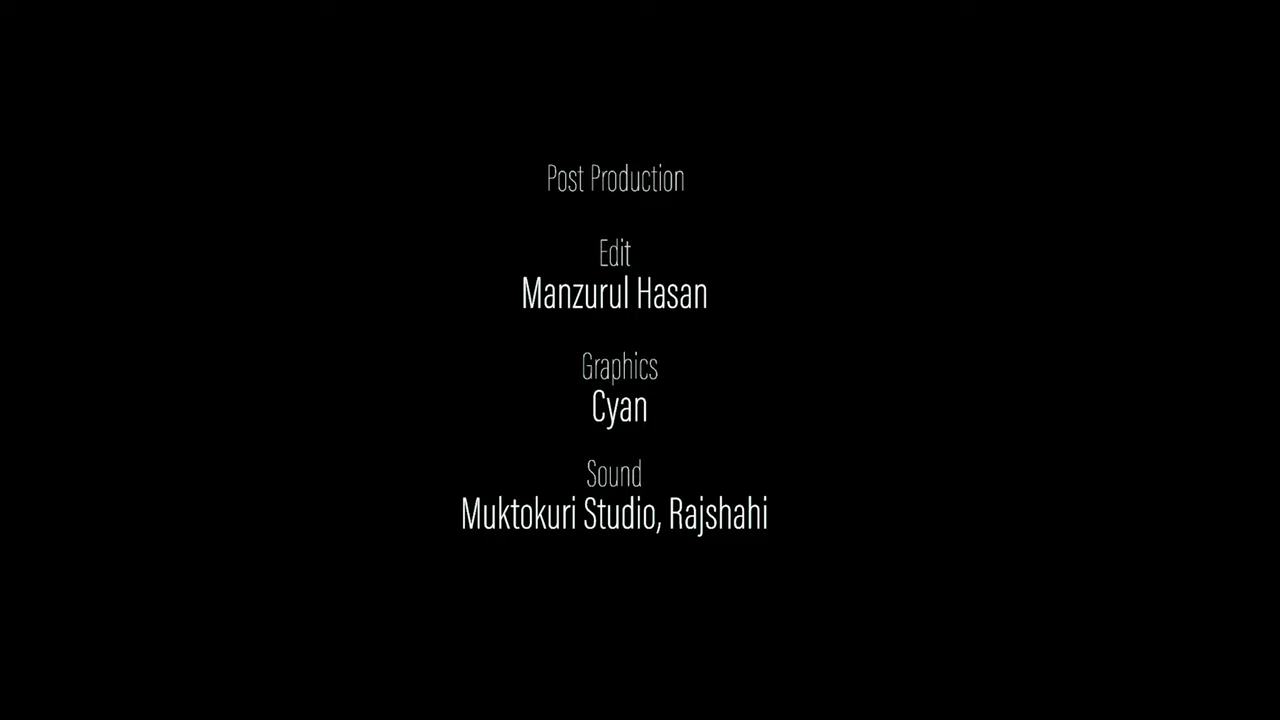 Post Production
Edit
Manzurul Hasan
Graphics
Cyan
Sound
Muktokuri Studio, Rajshahi